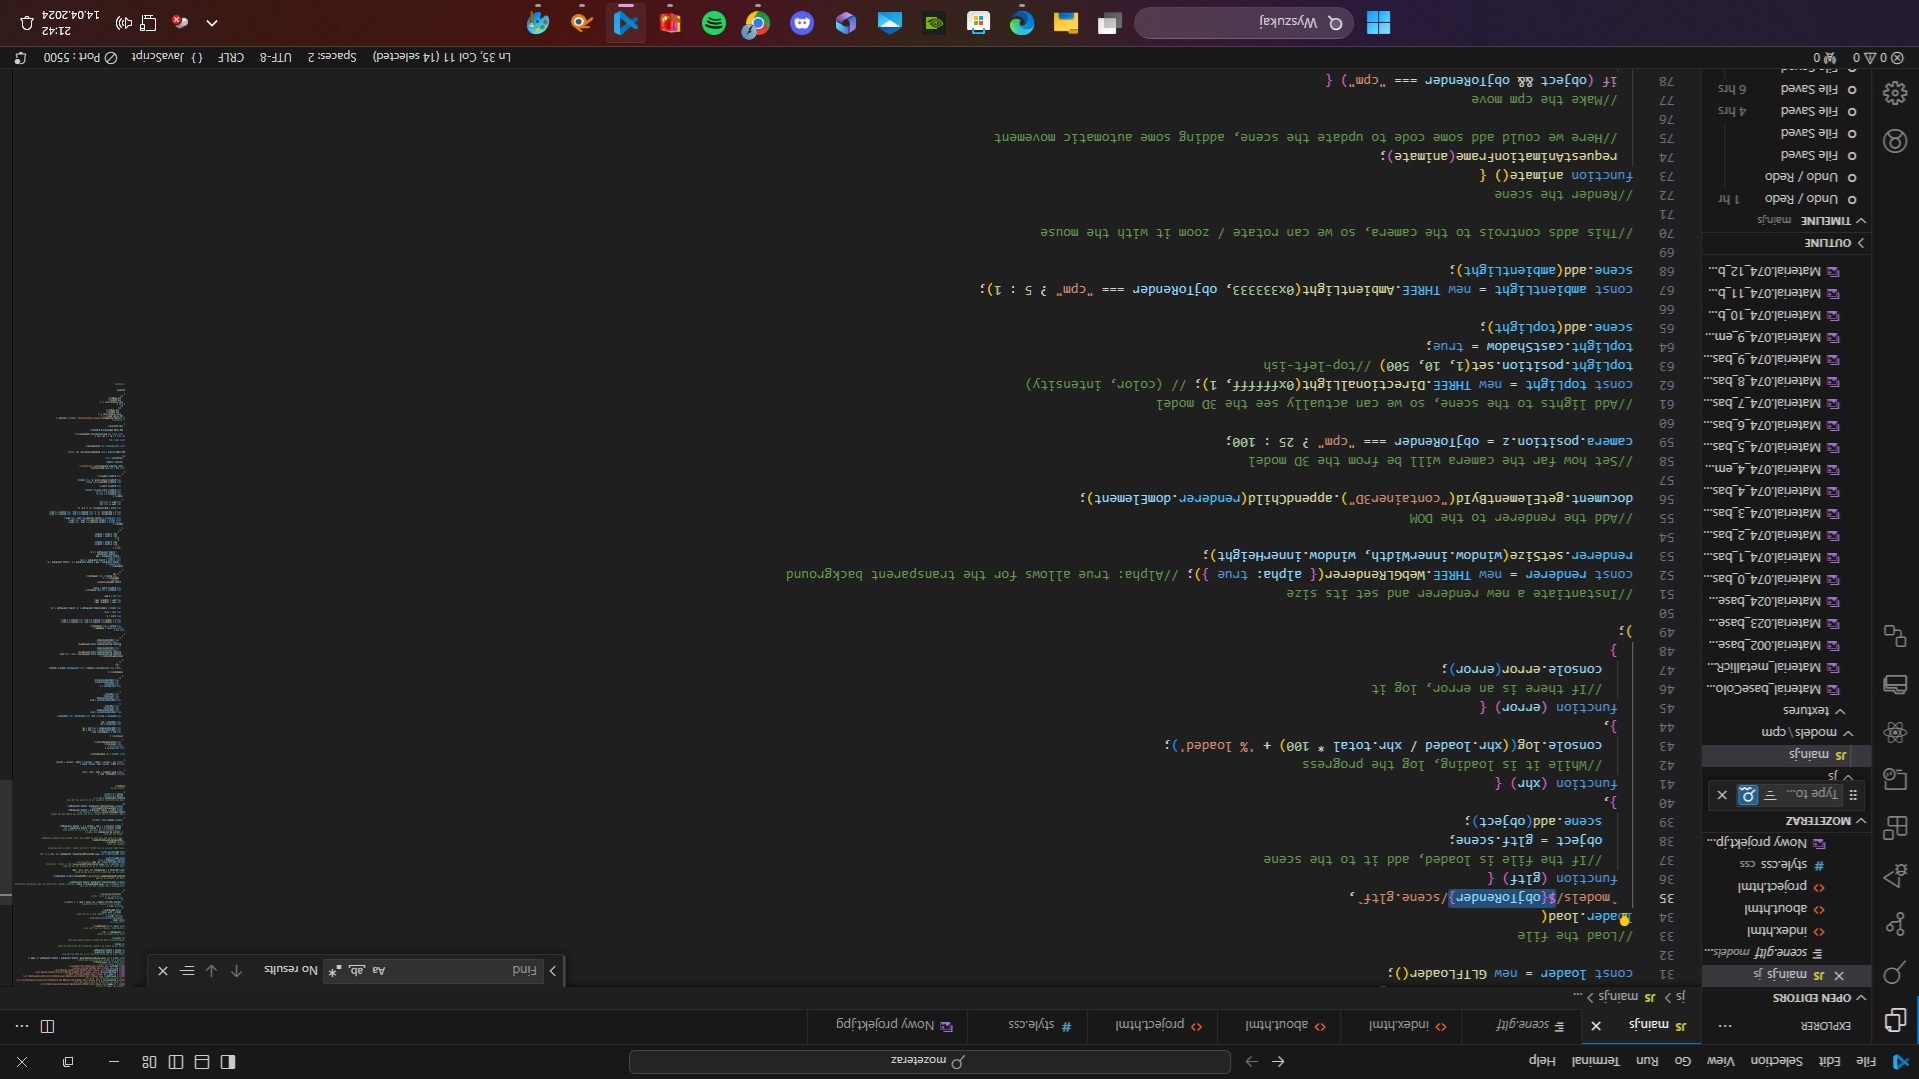 File Edit Selection View Go Run Terminal Help
mozeteraz
EXPLORER
JS main.js
scene.gltf
index.html
about.html
project.html
style.css
Nowy projekt.jpg
OPEN EDITORS
JS main.js js
scene.gltf models...
index.html
about.html
project.html
style.css css
Nowy projekt.jp...
MOZETERAZ
Type to...
js
JS main.js
models\cpm
textures
Material_baseColo...
Material_metallicR...
Material.002_base...
Material.023_base...
Material.024_base...
Material.074_0_bas...
Material.074_1_bas...
Material.074_2_bas...
Material.074_3_bas...
Material.074_4_bas...
Material.074_4_em...
Material.074_5_bas...
Material.074_6_bas...
Material.074_7_bas...
Material.074_8_bas...
Material.074_9_bas...
Material.074_9_em...
Material.074_10_b...
Material.074_11_b...
Material.074_12_b...
OUTLINE
TIMELINE main.js
Undo / Redo 1 hr
Undo / Redo
File Saved
File Saved
File Saved 4 hrs
File Saved 6 hrs
js > JS main.js > ...
Find Aa ab No results
31 const loader = new GLTFLoader();
32
33 //Load the file
34 loader.load(
35 `models/${objToRender}/scene.gltf`,
36 function (gltf) {
37 //If the file is loaded, add it to the scene
38 object = gltf.scene;
39 scene.add(object);
40 },
41 function (xhr) {
42 //While it is loading, log the progress
43 console.log((xhr.loaded / xhr.total * 100) + '% loaded');
44 },
45 function (error) {
46 //If there is an error, log it
47 console.error(error);
48 }
49 );
50
51 //Instantiate a new renderer and set its size
52 const renderer = new THREE.WebGLRenderer({ alpha: true }); //Alpha: true allows for the transparent background
53 renderer.setSize(window.innerWidth, window.innerHeight);
54
55 //Add the renderer to the DOM
56 document.getElementById("container3D").appendChild(renderer.domElement);
57
58 //Set how far the camera will be from the 3D model
59 camera.position.z = objToRender === "cpm" ? 25 : 100;
60
61 //Add lights to the scene, so we can actually see the 3D model
62 const topLight = new THREE.DirectionalLight(0xffffff, 1); // (color, intensity)
63 topLight.position.set(1, 10, 500) //top-left-ish
64 topLight.castShadow = true;
65 scene.add(topLight);
66
67 const ambientLight = new THREE.AmbientLight(0x333333, objToRender === "cpm" ? 5 : 1);
68 scene.add(ambientLight);
69
70 //This adds controls to the camera, so we can rotate / zoom it with the mouse
71
72 //Render the scene
73 function animate() {
74 requestAnimationFrame(animate);
75 //Here we could add some code to update the scene, adding some automatic movement
76
77 //Make the cpm move
78 if (object && objToRender === "cpm") {
0 0 0
Ln 35, Col 11 (14 selected) Spaces: 2 UTF-8 CRLF {} JavaScript Port : 5500
Wyszukaj
21:42
14.04.2024